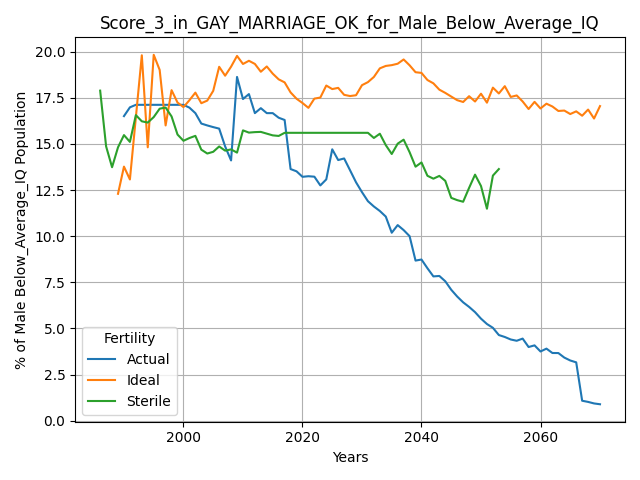 Score_3_in_GAY_MARRIAGE_OK_for_Male_Below_Average_IQ
% of Male Below_Average_IQ Population
20.0
17.5
15.0
12.5
10.0
7.5
5.0
2.5
0.0
Fertility
Actual
Ideal
Sterile
2000
2020
2040
2060
Years